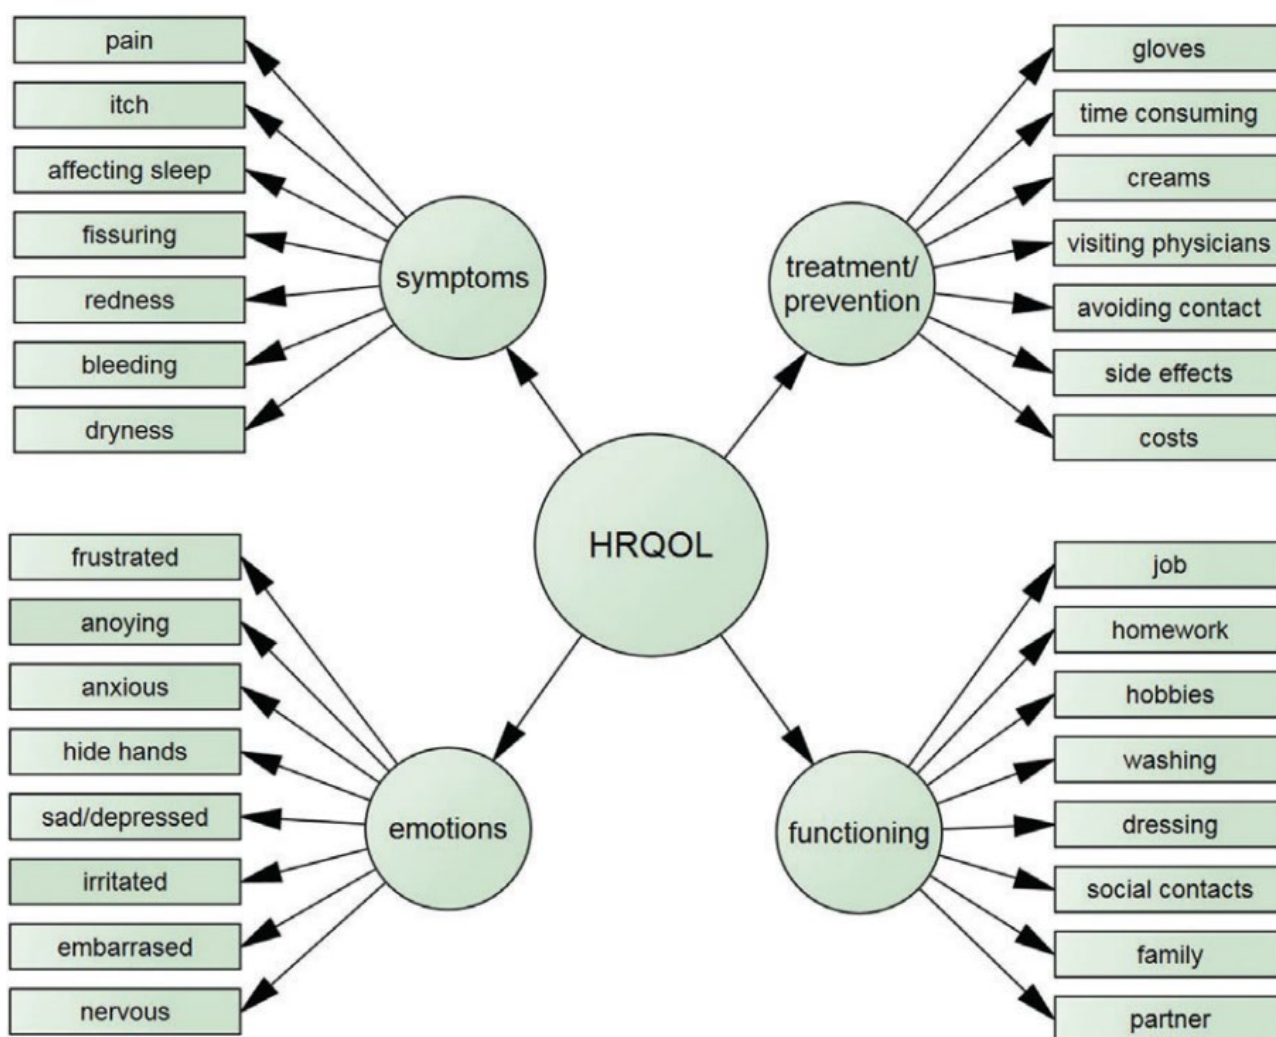 pain
itch
affecting sleep
fissuring
redness
bleeding
dryness
symptoms
gloves
time consuming
creams
visiting physicians
avoiding contact
side effects
costs
treatment/
prevention
HRQOL
frustrated
anoying
anxious
hide hands
sad/depressed
irritated
embarrased
nervous
emotions
job
homework
hobbies
washing
dressing
social contacts
family
partner
functioning